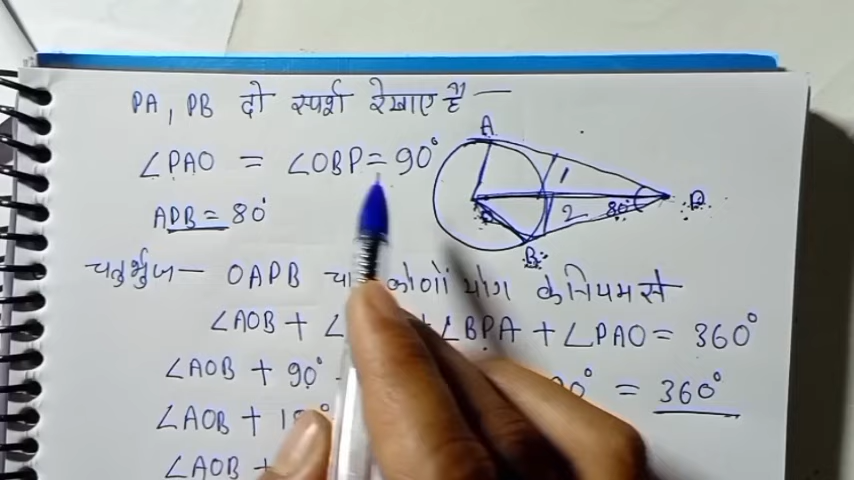 PA, PB दो स्पर्श रेखाए है —
∠PAO = ∠OBP = 90°
APB = 80°
A
1
2
80°
O
P
B
चतुर्भुज — OAPB कोणों योग के नियम से
∠AOB + ∠ + ∠BPA + ∠PAO = 360°
∠AOB + 90° = 360°
∠AOB +
∠AOB +